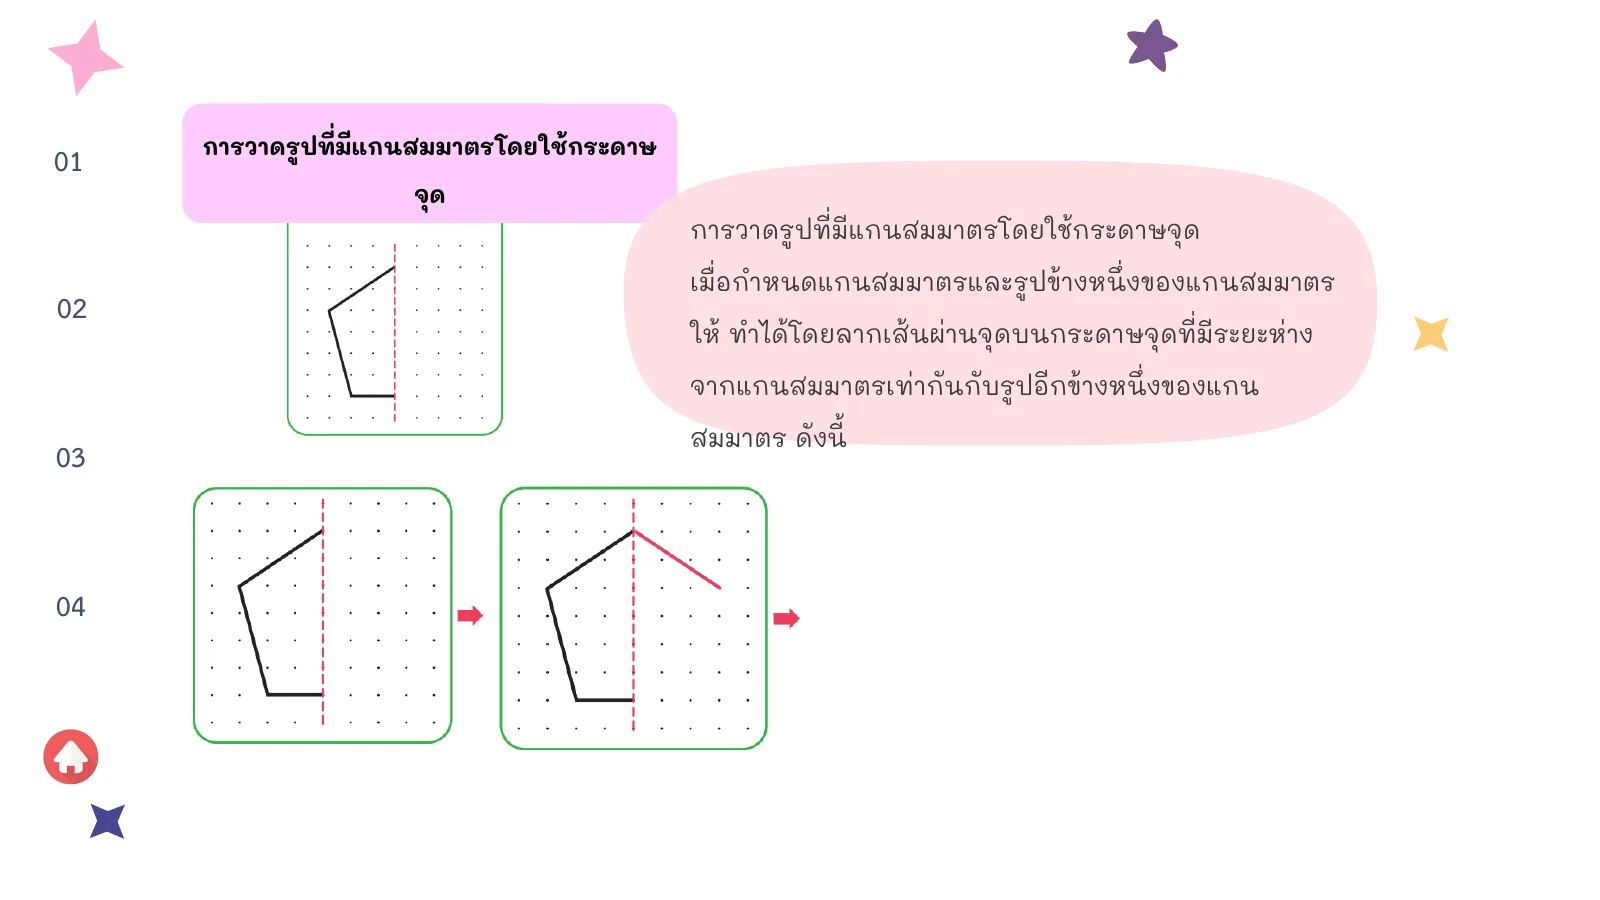 การวาดรูปที่มีแกนสมมาตรโดยใช้กระดาษ
จุด
การวาดรูปที่มีแกนสมมาตรโดยใช้กระดาษจุด
เมื่อกำหนดแกนสมมาตรและรูปข้างหนึ่งของแกนสมมาตร
ให้ ทำได้โดยลากเส้นผ่านจุดบนกระดาษจุดที่มีระยะห่าง
จากแกนสมมาตรเท่ากันกับรูปอีกข้างหนึ่งของแกน
สมมาตร ดังนี้
01
02
03
04